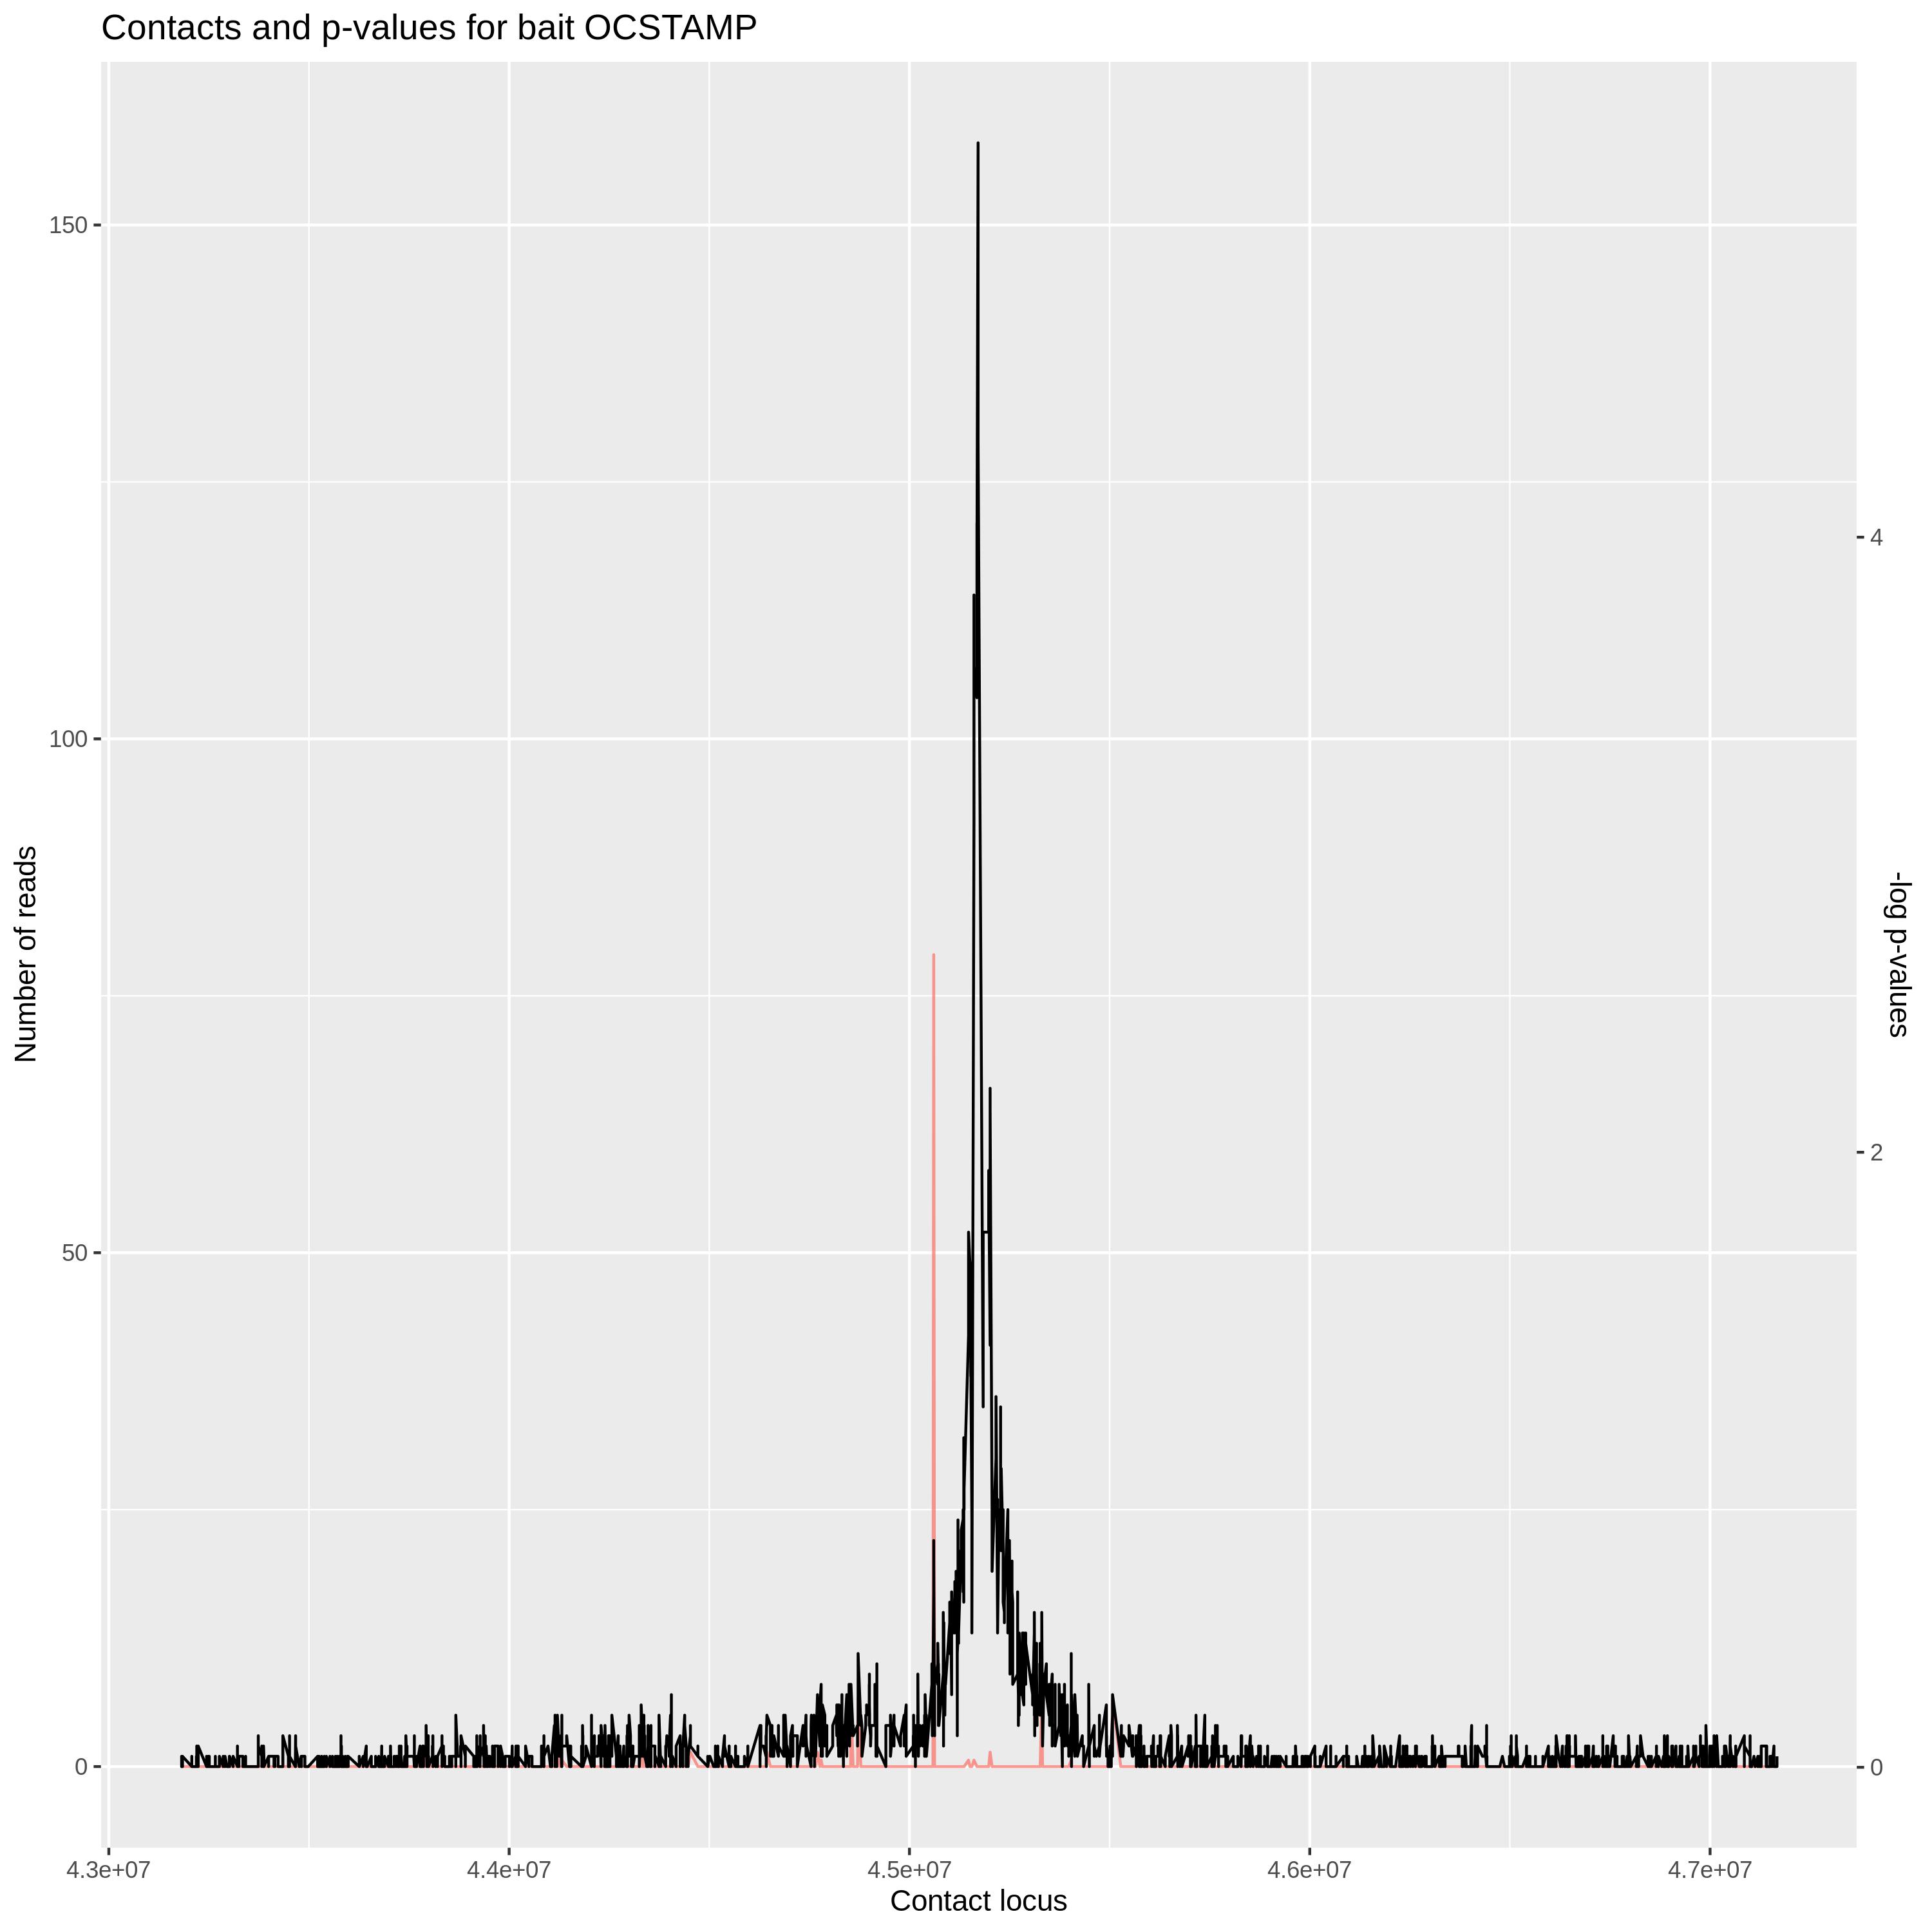 Contacts and p-values for bait OCSTAMP
150
100
50
0
Number of reads
4
2
0
-log p-values
4.3e+07 4.4e+07 4.5e+07 4.6e+07 4.7e+07
Contact locus